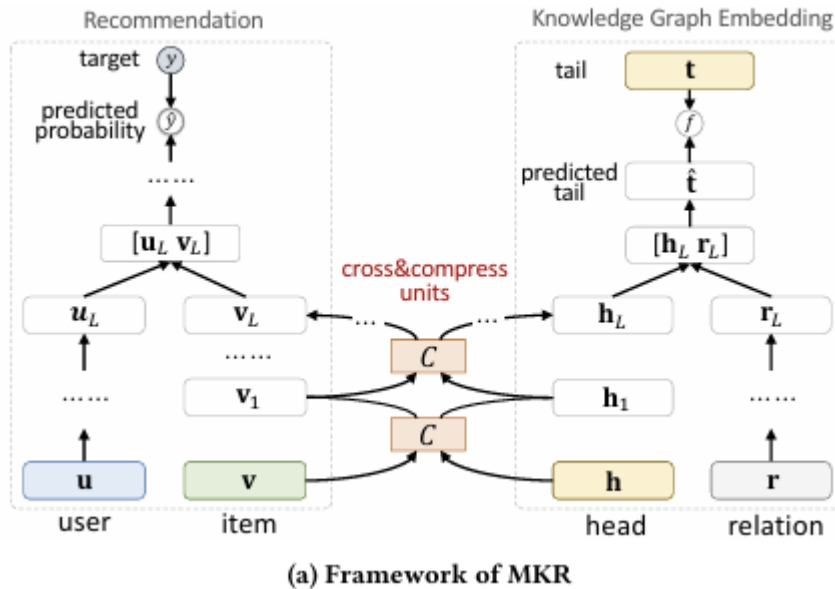 Recommendation
target y
predicted
probability
ŷ
... ...
[u_L v_L]
u_L
v_L
... ...
... ...
v_1
u
v
user
item
cross&compress
units
...
...
C
C
Knowledge Graph Embedding
tail
t
f
predicted
tail
t̂
[h_L r_L]
h_L
r_L
h_1
... ...
h
r
head
relation
(a) Framework of MKR